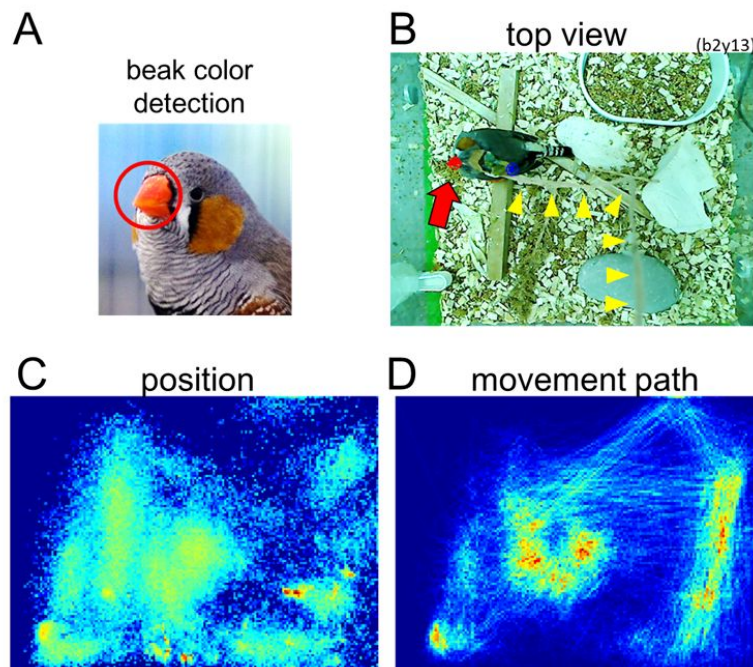 A
beak color
detection
B
top view
(b2y13)
C
position
D
movement path